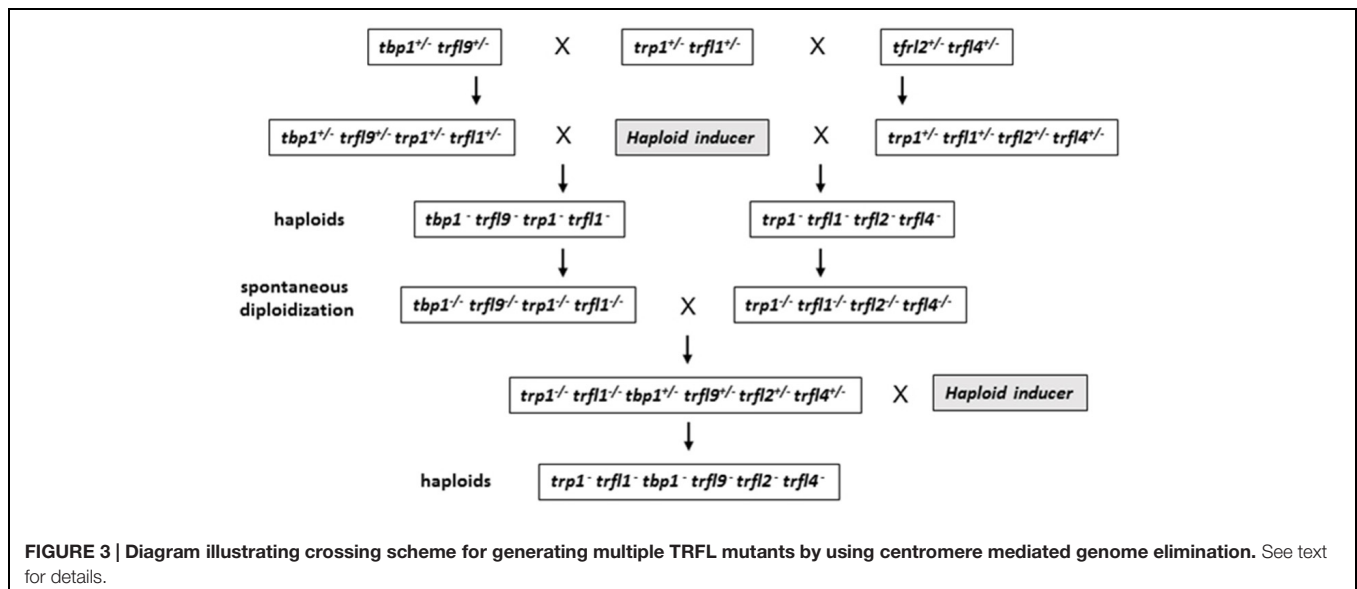 tbp1+/- trfl9+/- X trp1+/- trfl1+/- X tfrl2+/- trfl4+/-
tbp1+/- trfl9+/- trp1+/- trfl1+/- X Haploid inducer X trp1+/- trfl1+/- trfl2+/- trfl4+/-
haploids tbp1- trfl9- trp1- trfl1- trp1- trfl1- trfl2- trfl4-
spontaneous
diploidization tbp1-/- trfl9-/- trp1-/- trfl1-/- X trp1-/- trfl1-/- trfl2-/- trfl4-/-
trp1-/- trfl1-/- tbp1+/- trfl9+/- trfl2+/- trfl4+/- X Haploid inducer
haploids trp1- trfl1- tbp1- trfl9- trfl2- trfl4-
FIGURE 3 | Diagram illustrating crossing scheme for generating multiple TRFL mutants by using centromere mediated genome elimination. See text
for details.